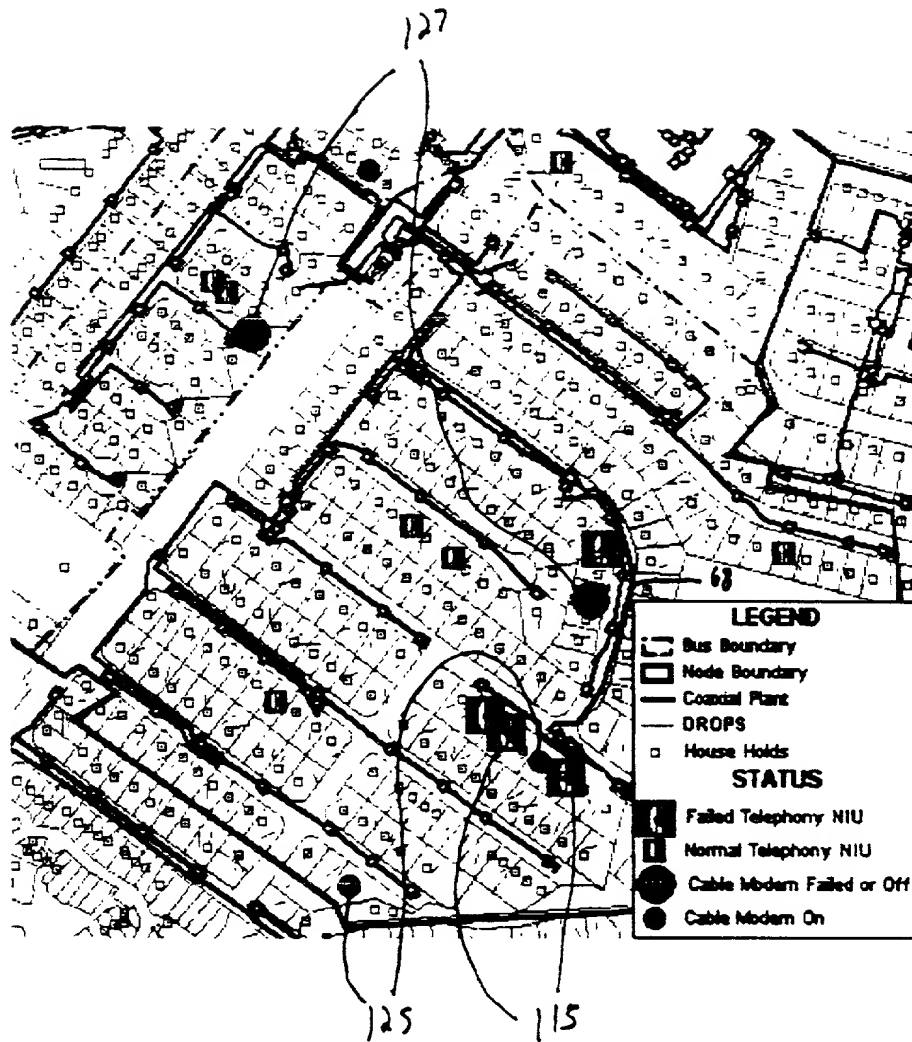 127
68
LEGEND
Bus Boundary
Node Boundary
Coaxial Plant
DROPS
House Holds
STATUS
Failed Telephony NIU
Normal Telephony NIU
Cable Modem Failed or Off
Cable Modem On
125
115